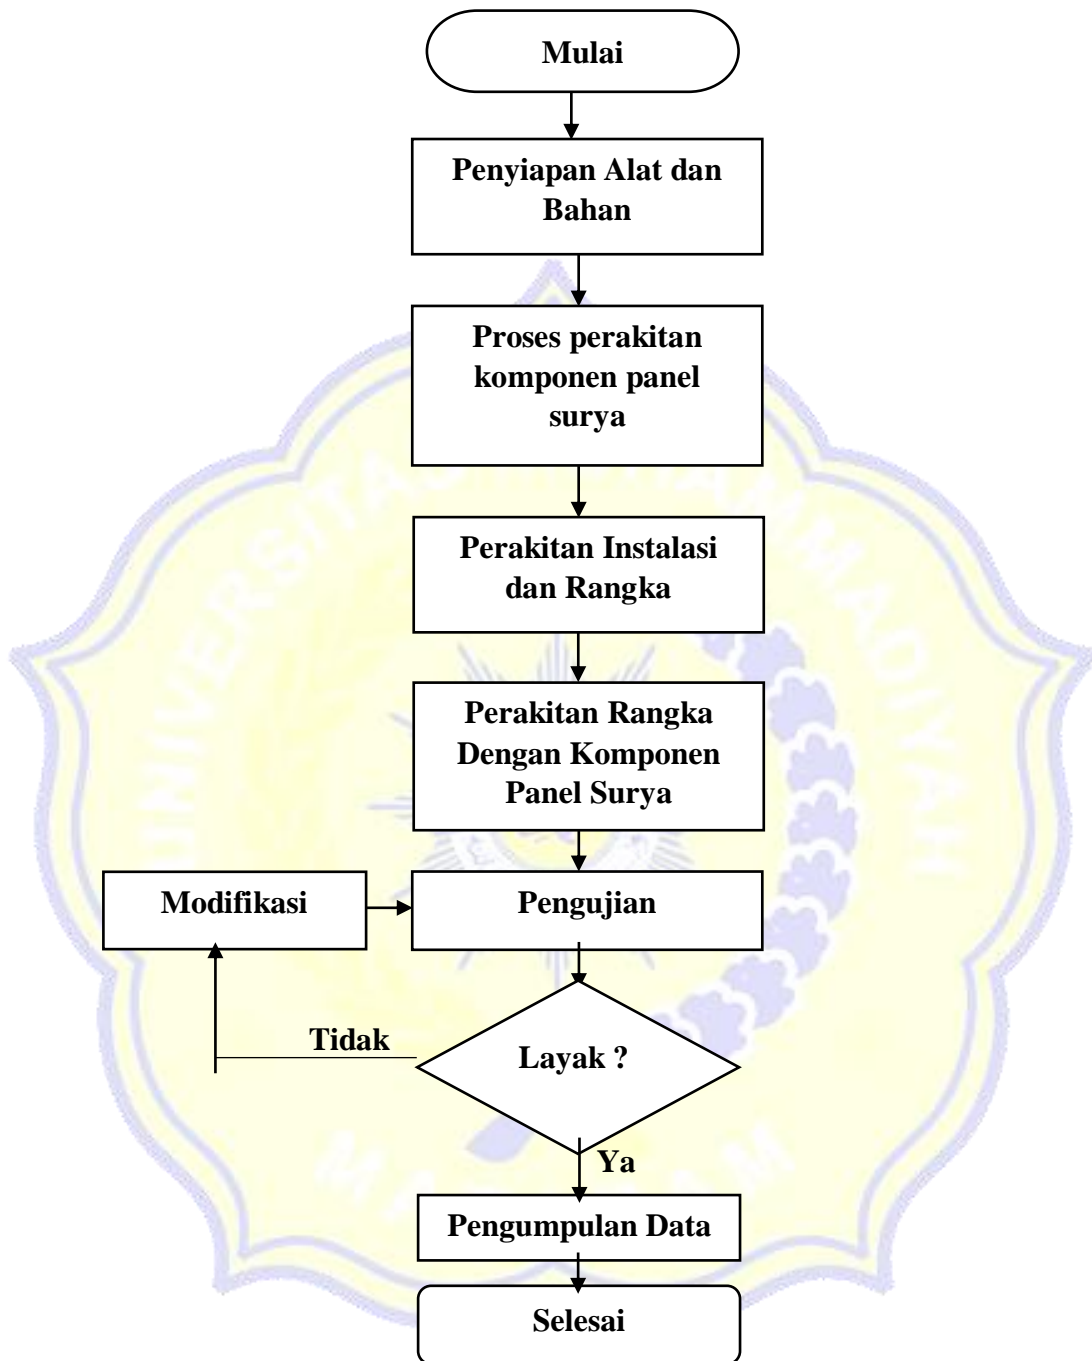 Mulai
Penyiapan Alat dan
Bahan
Proses perakitan
komponen panel
surya
Perakitan Instalasi
dan Rangka
Perakitan Rangka
Dengan Komponen
Panel Surya
Modifikasi
Pengujian
Tidak
Layak ?
Ya
Pengumpulan Data
Selesai